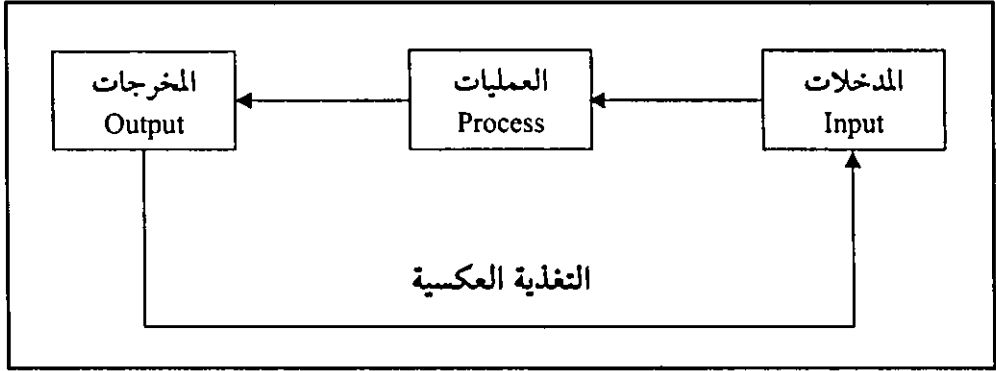 المدخلات
Input
العمليات
Process
المخرجات
Output
التغذية العكسية